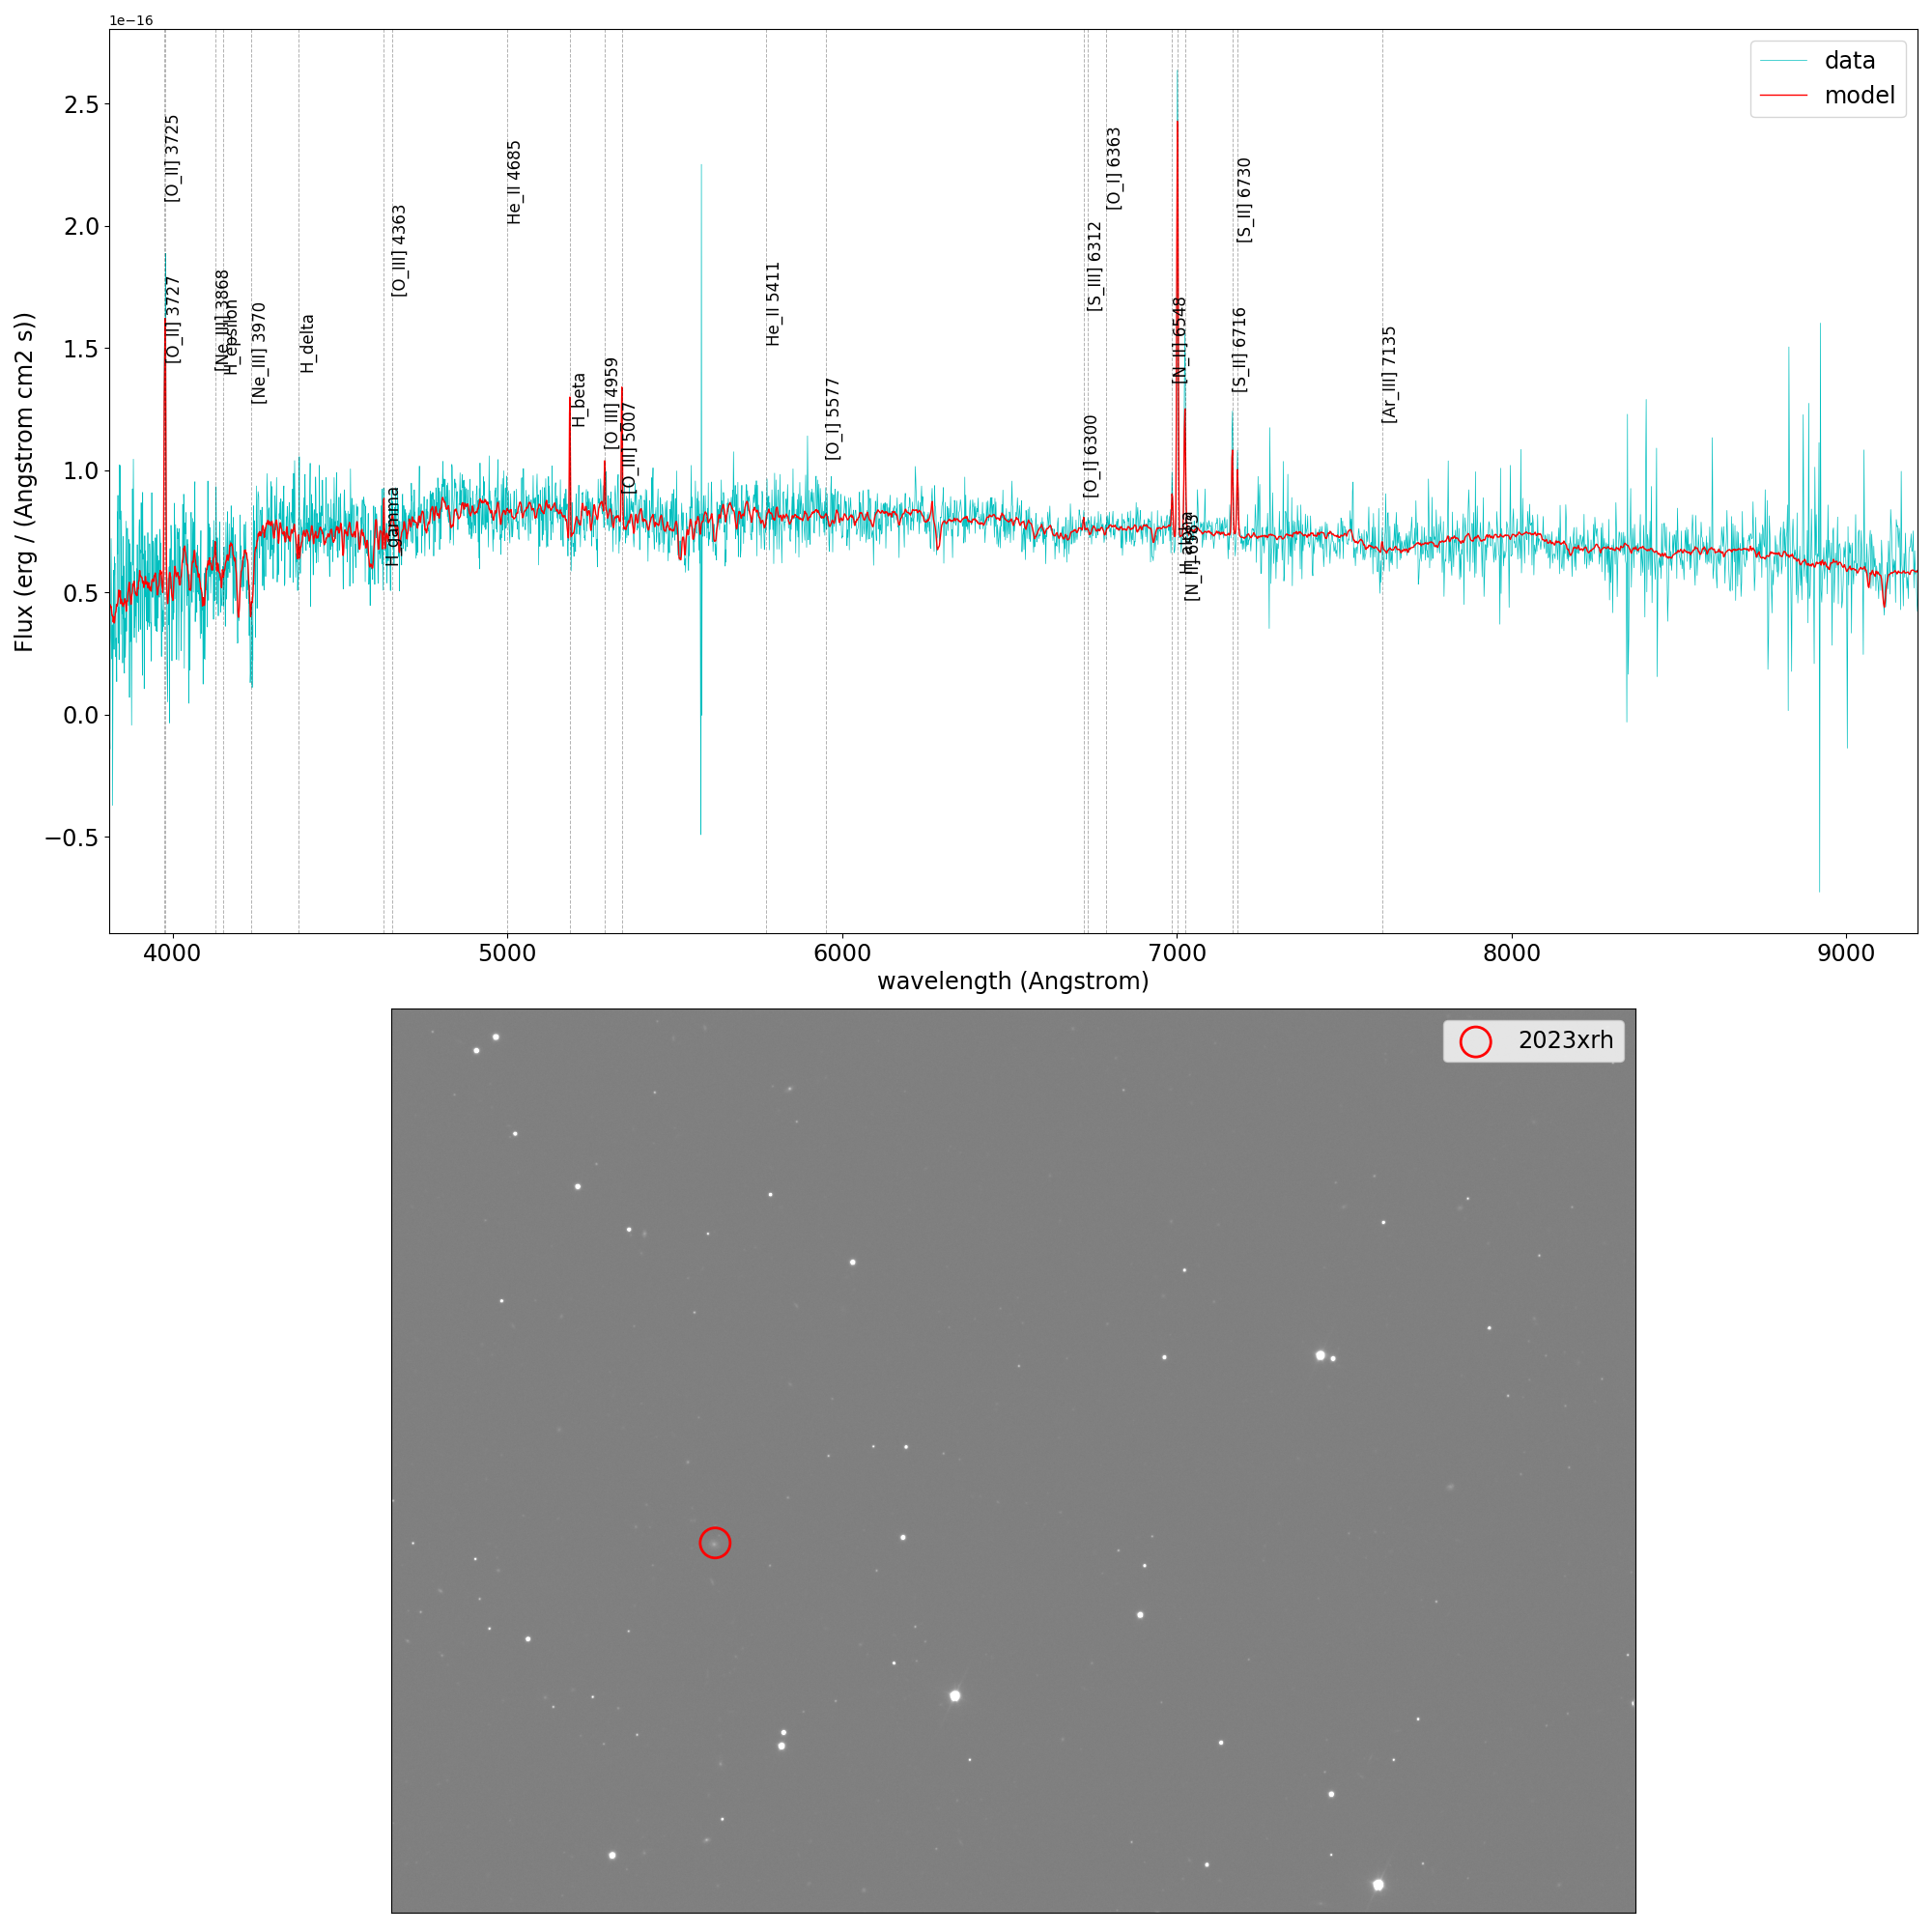 1e−16
data
model
[O_II] 3725
[O_II] 3727
[Ne_III] 3868
H_epsilon
[Ne_III] 3970
H_delta
H_gamma
[O_III] 4363
He_II 4685
H_beta
[O_III] 4959
[O_III] 5007
He_II 5411
[O_I] 5577
[O_I] 6300
[S_III] 6312
[O_I] 6363
[N_II] 6548
H_alpha
[N_II] 6583
[S_II] 6716
[S_II] 6730
[Ar_III] 7135
2.5
2.0
1.5
1.0
0.5
0.0
−0.5
Flux (erg / (Angstrom cm2 s))
4000 5000 6000 7000 8000 9000
wavelength (Angstrom)
2023xrh